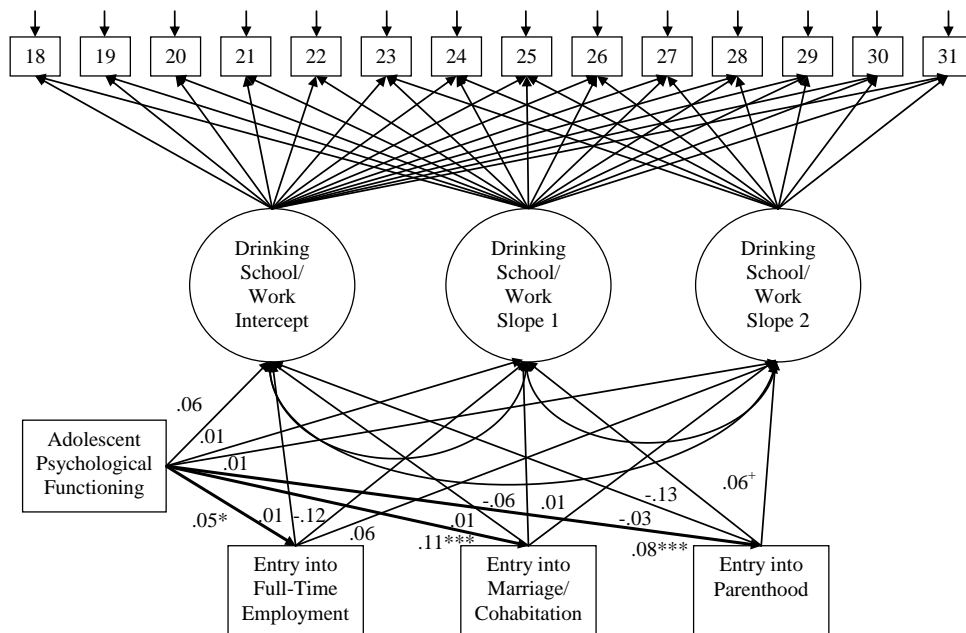 18 19 20 21 22 23 24 25 26 27 28 29 30 31
Drinking
School/
Work
Intercept
Drinking
School/
Work
Slope 1
Drinking
School/
Work
Slope 2
Adolescent
Psychological
Functioning
.06
.01
.01
.05*
.01
-.12
.06
.01
.11***
-.06
.01
-.03
-.13
.08***
.06⁺
Entry into
Full-Time
Employment
Entry into
Marriage/
Cohabitation
Entry into
Parenthood